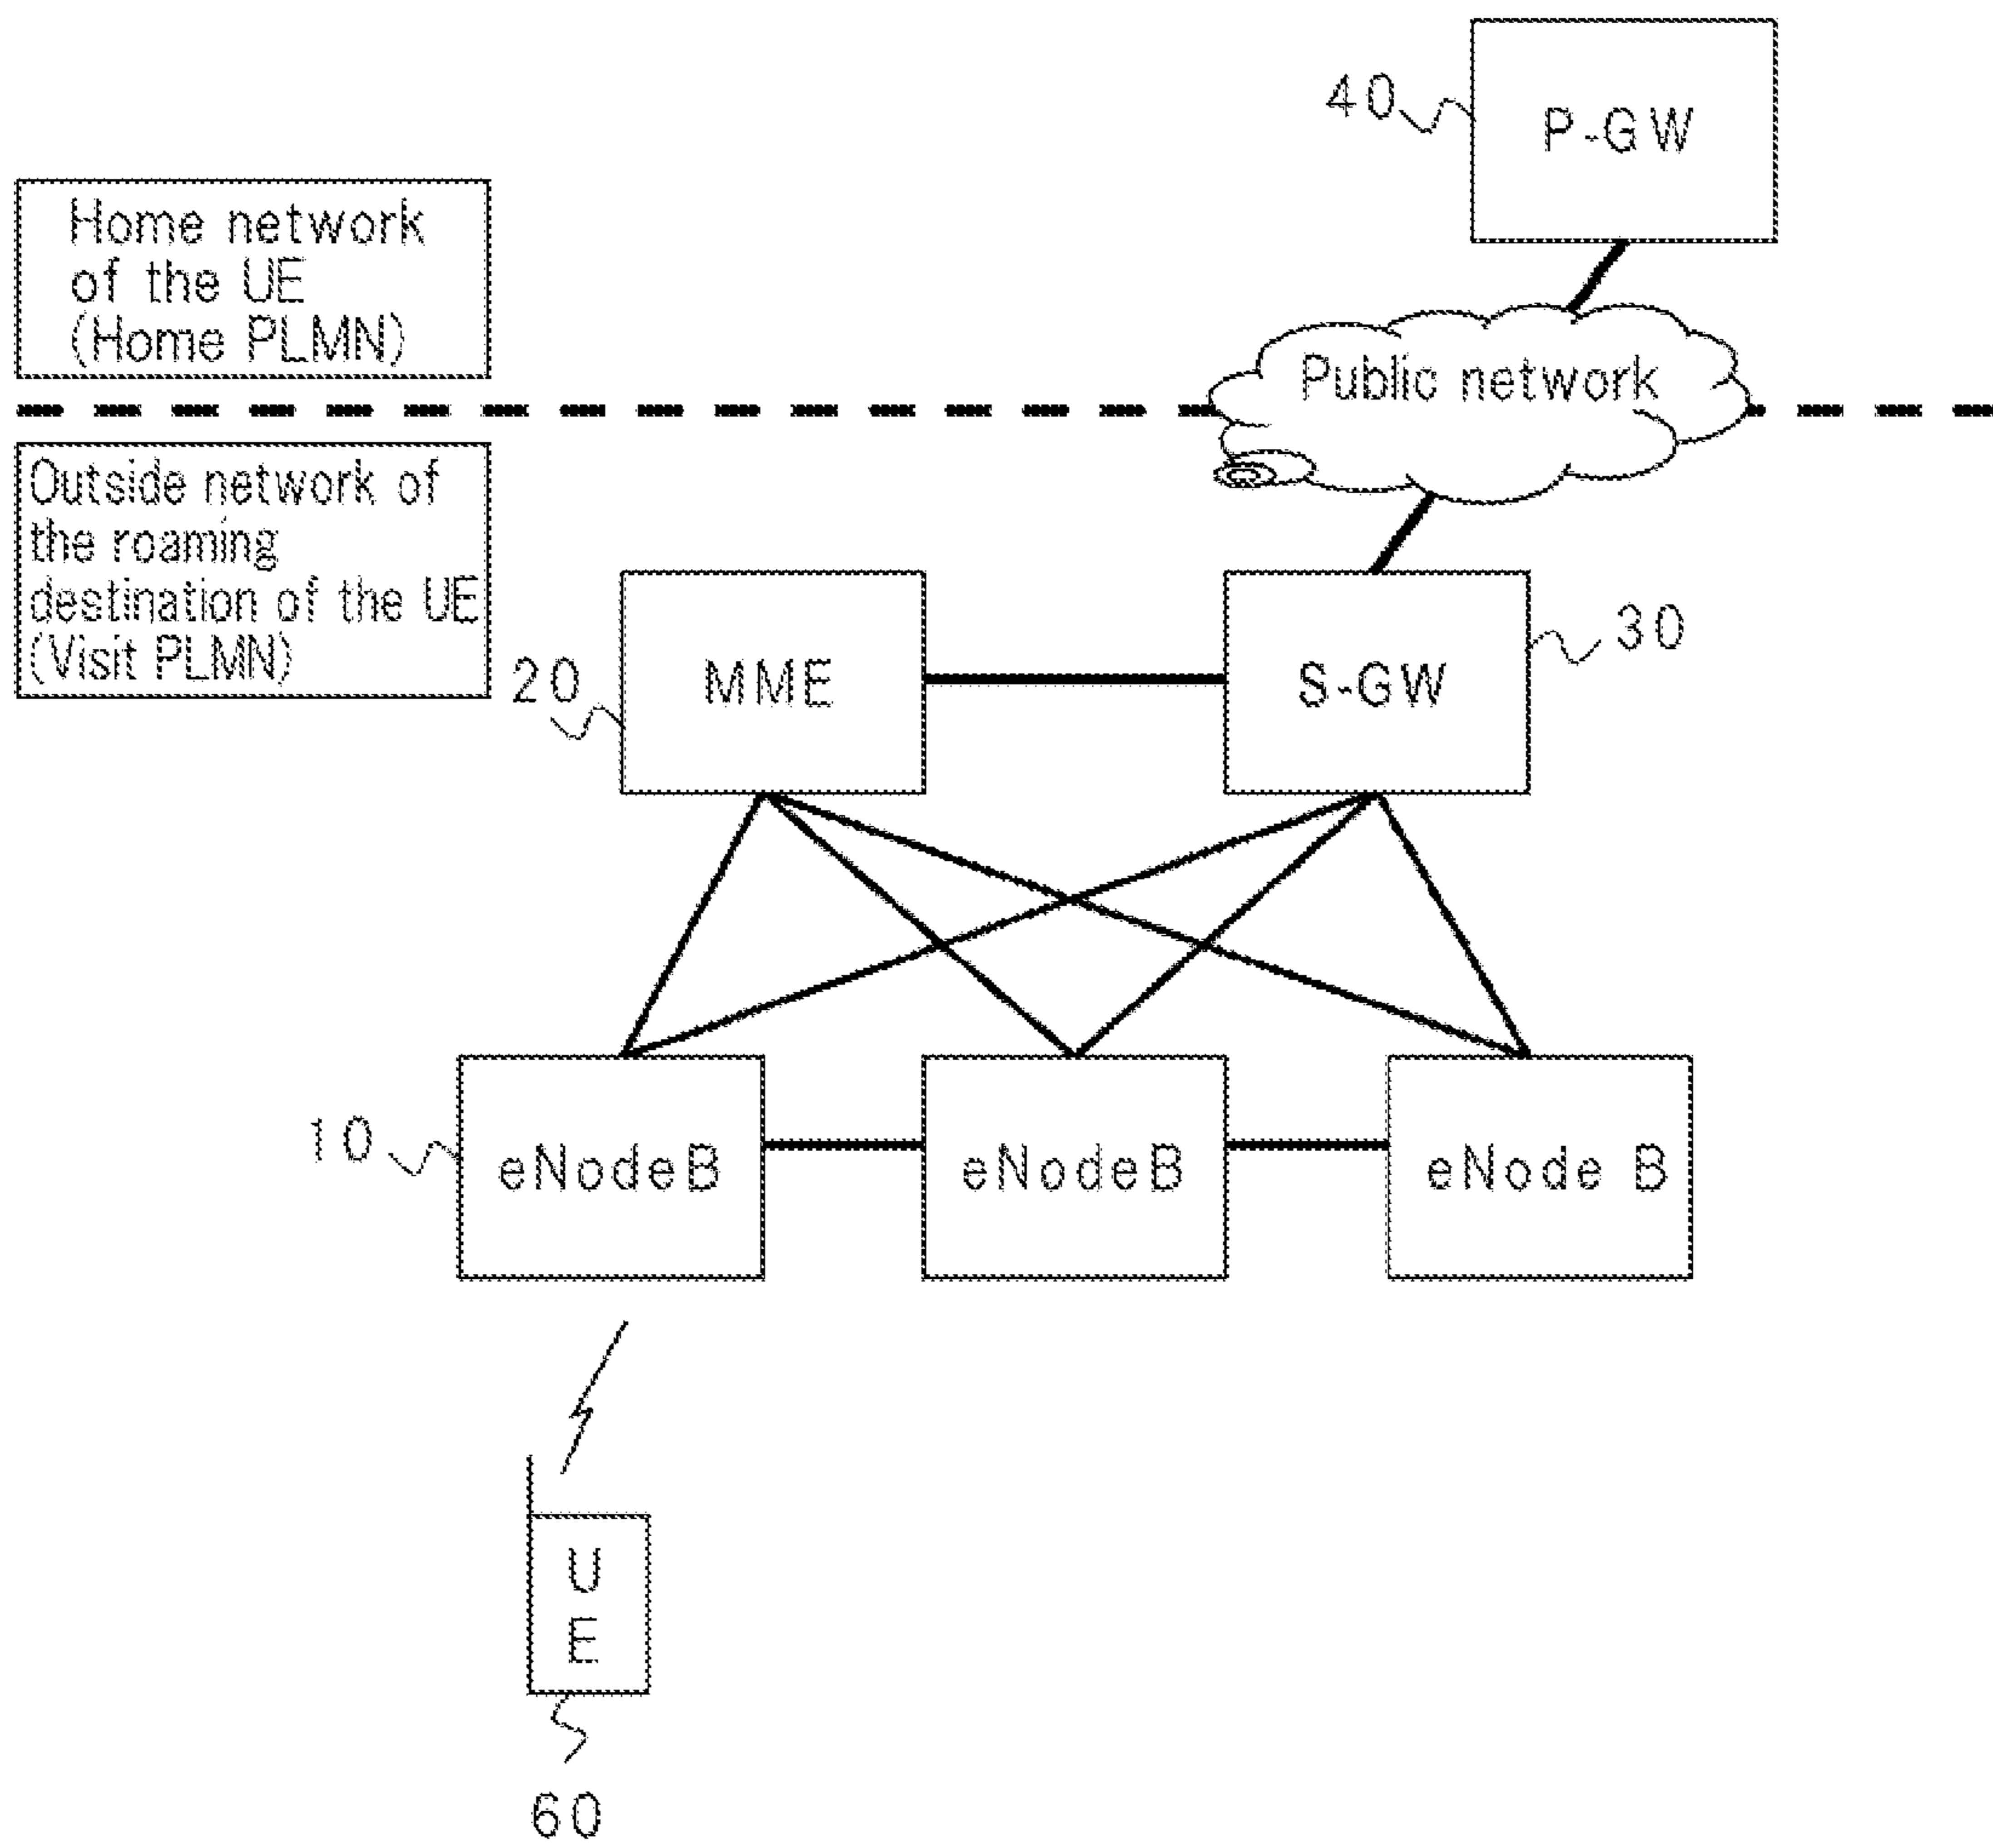 40
P-GW
Home network
of the UE
(Home PLMN)
Public network
Outside network of
the roaming
destination of the UE
(Visit PLMN)
20
MME
S-GW
30
10
eNodeB
eNodeB
eNode B
U
E
60